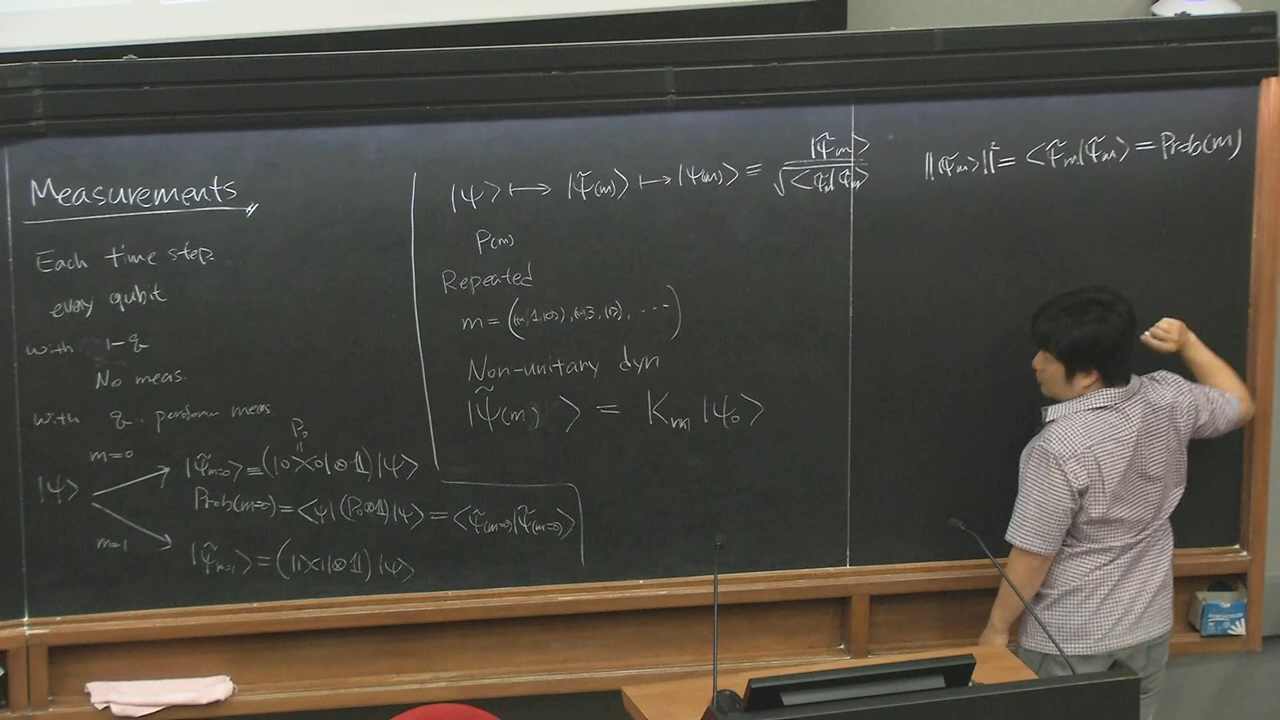 Measurements
Each time step
every qubit
with 1-q
No meas.
with q. perform meas
P₀
m=0
|ψ̃ₘ₌₀⟩ ≡ (|0⟩⟨0|⊗𝟙)|ψ⟩
|ψ⟩
Prob(m=0) = ⟨ψ|(P₀⊗𝟙)|ψ⟩ = ⟨ψ̃(m=0)|ψ̃(m=0)⟩
m=1
|ψ̃ₘ₌₁⟩ = (|1⟩⟨1|⊗𝟙)|ψ⟩
|ψ⟩ ↦ |ψ̃(m)⟩ ↦ |ψ(m)⟩ ≡ |ψ̃ₘ⟩ / √⟨ψ̃ₘ|ψ̃ₘ⟩
P(m)
Repeated
m = ( , ⋯ )
Non-unitary dyn
|ψ̃(m)⟩ = Kₘ|ψ₀⟩
|||ψ̃ₘ⟩||² = ⟨ψ̃ₘ|ψ̃ₘ⟩ = Prob(m)